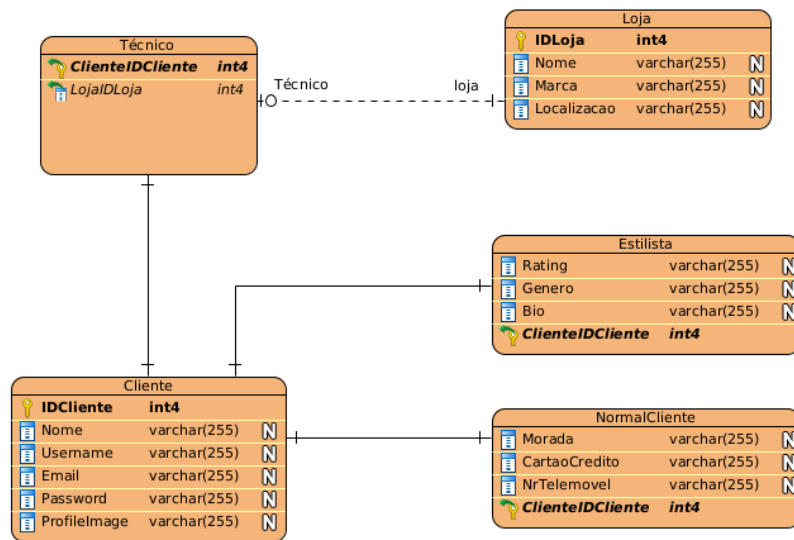 Técnico
ClienteIDCliente int4
LojaIDLoja int4
Técnico
loja
Loja
IDLoja int4
Nome varchar(255) N
Marca varchar(255) N
Localizacao varchar(255) N
Estilista
Rating varchar(255) N
Genero varchar(255) N
Bio varchar(255) N
ClienteIDCliente int4
Cliente
IDCliente int4
Nome varchar(255) N
Username varchar(255) N
Email varchar(255) N
Password varchar(255) N
ProfileImage varchar(255) N
NormalCliente
Morada varchar(255) N
CartaoCredito varchar(255) N
NrTelemovel varchar(255) N
ClienteIDCliente int4